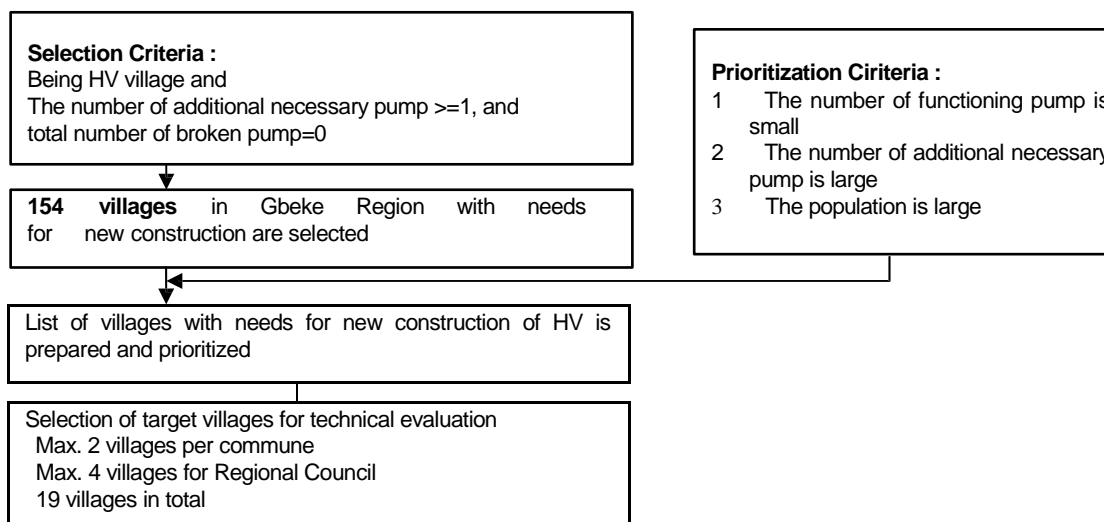 Selection Criteria :
Being HV village and
The number of additional necessary pump >=1, and
total number of broken pump=0
154 villages in Gbeke Region with needs
for new construction are selected
Prioritization Ciriteria :
1 The number of functioning pump is
small
2 The number of additional necessary
pump is large
3 The population is large
List of villages with needs for new construction of HV is
prepared and prioritized
Selection of target villages for technical evaluation
Max. 2 villages per commune
Max. 4 villages for Regional Council
19 villages in total